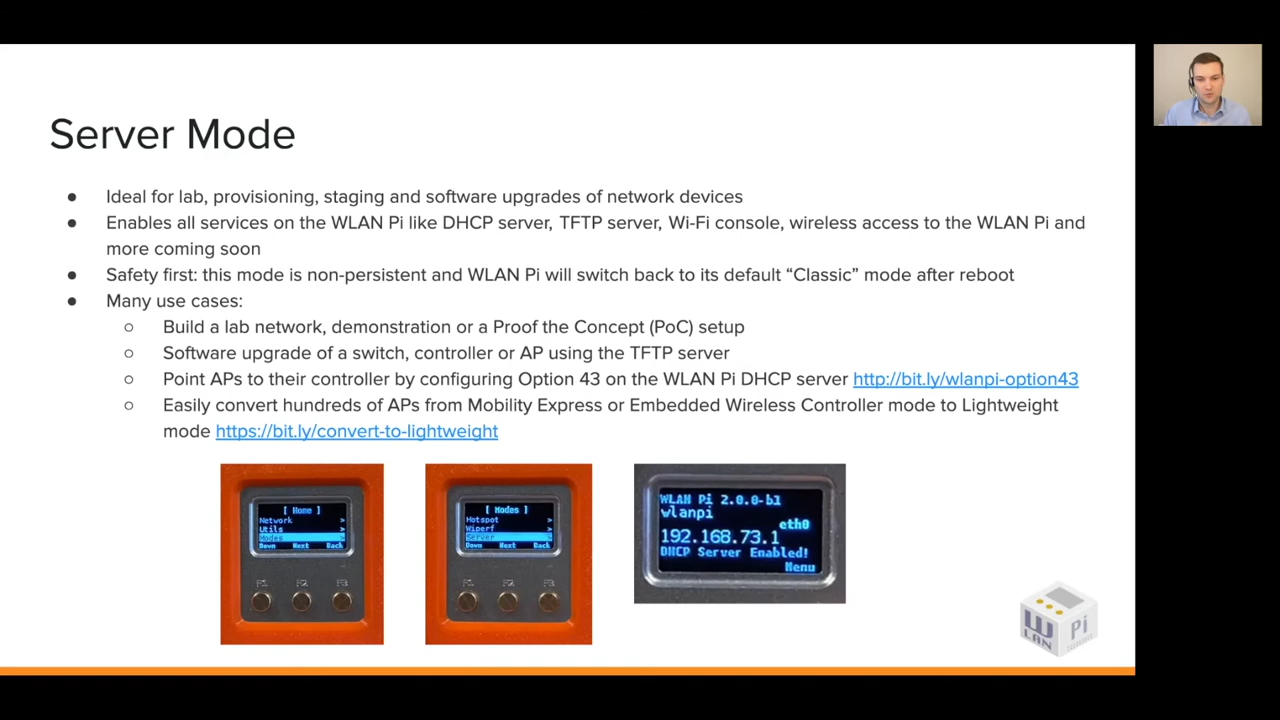 Server Mode
● Ideal for lab, provisioning, staging and software upgrades of network devices
● Enables all services on the WLAN Pi like DHCP server, TFTP server, Wi-Fi console, wireless access to the WLAN Pi and
more coming soon
● Safety first: this mode is non-persistent and WLAN Pi will switch back to its default “Classic” mode after reboot
● Many use cases:
○ Build a lab network, demonstration or a Proof the Concept (PoC) setup
○ Software upgrade of a switch, controller or AP using the TFTP server
○ Point APs to their controller by configuring Option 43 on the WLAN Pi DHCP server http://bit.ly/wlanpi-option43
○ Easily convert hundreds of APs from Mobility Express or Embedded Wireless Controller mode to Lightweight
mode https://bit.ly/convert-to-lightweight
[ Home ]
Network >
Utils >
Modes >
Down Next Back
F1 F2 F3
[ Modes ]
Hotspot >
Wiperf >
Server >
Down Next Back
F1 F2 F3
WLAN Pi 2.0.0-b1
wlanpi
eth0
192.168.73.1
DHCP Server Enabled!
Menu
W Pi
LAN